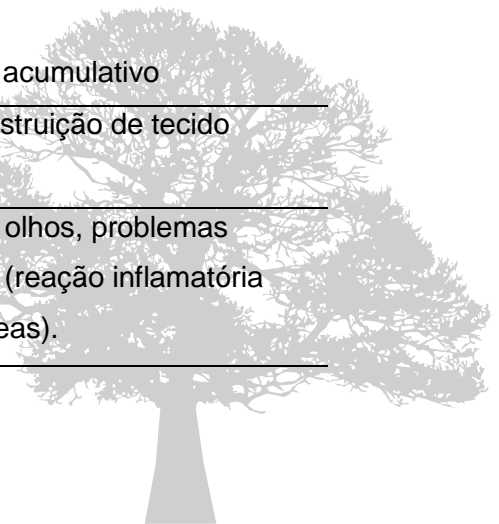 acumulativo
struição de tecido
olhos, problemas
(reação inflamatória
eas).